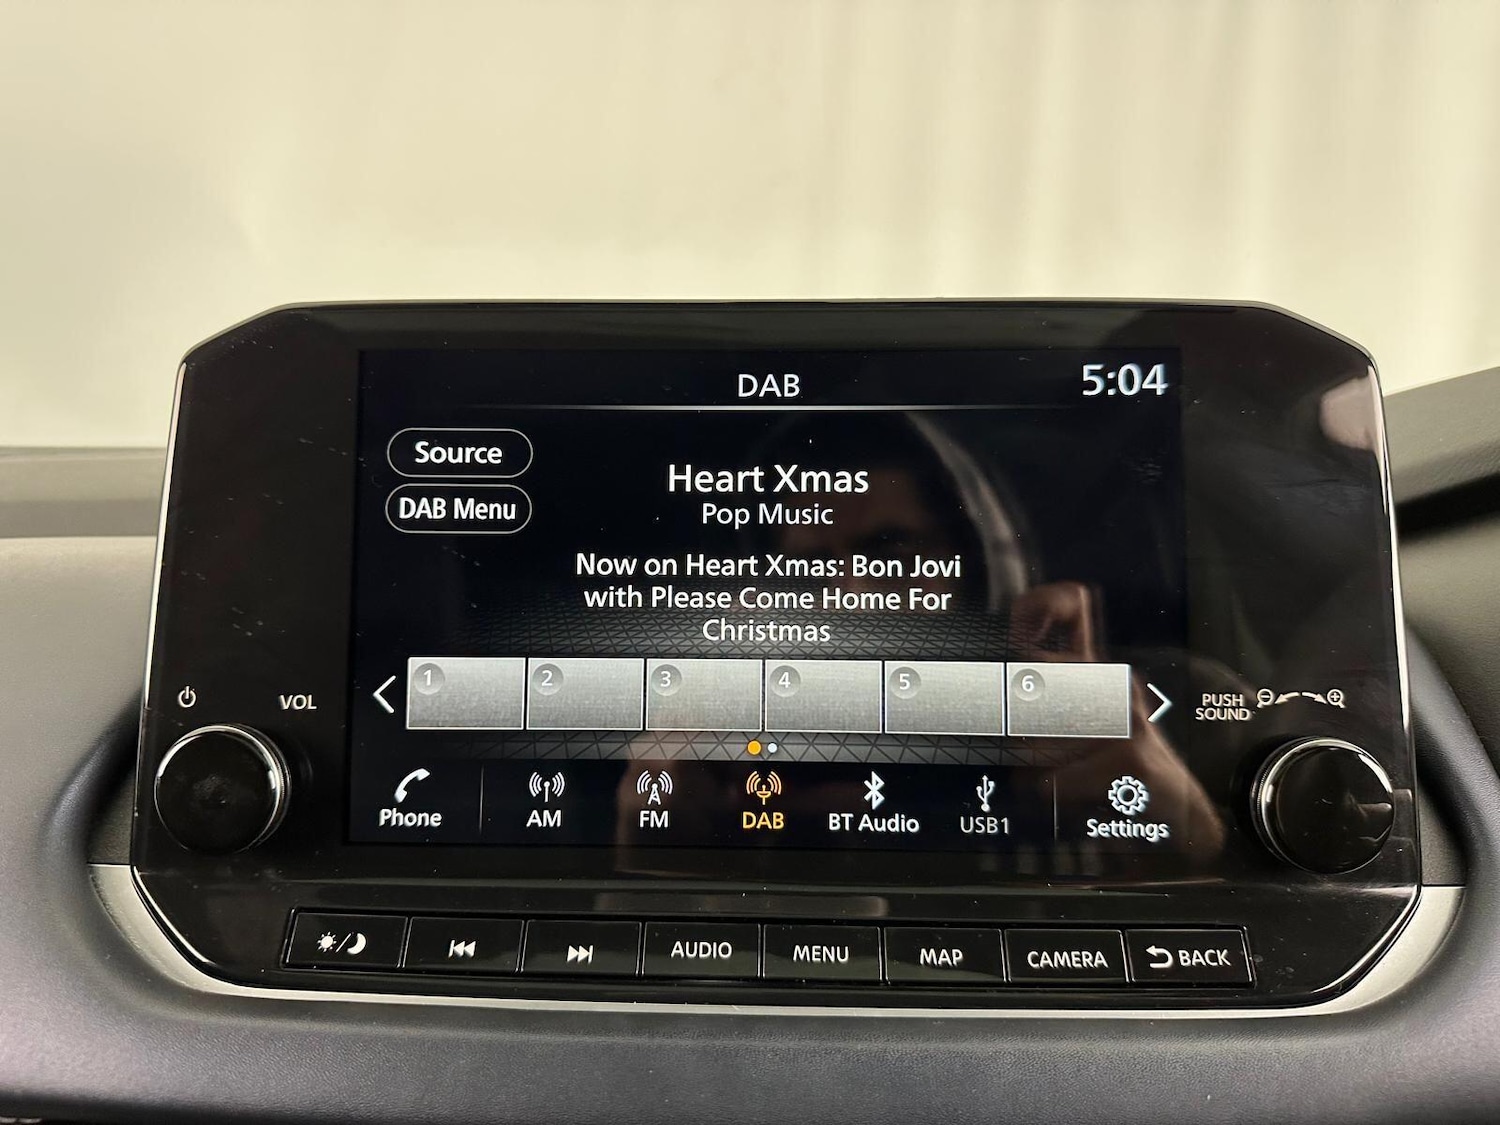 DAB
5:04
Source
DAB Menu
Heart Xmas
Pop Music
Now on Heart Xmas: Bon Jovi
with Please Come Home For
Christmas
1 2 3 4 5 6
VOL
PUSH
SOUND
Phone AM FM DAB BT Audio USB1 Settings
AUDIO MENU MAP CAMERA BACK